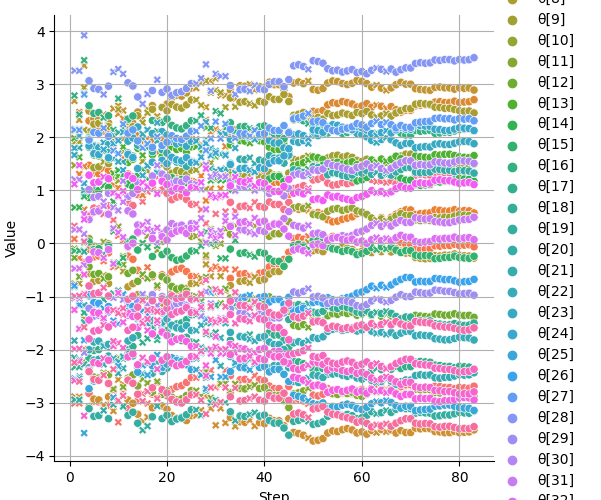 4
3
2
1
0
−1
−2
−3
−4
Value
0
20
40
60
80
Step
θ[8]
θ[9]
θ[10]
θ[11]
θ[12]
θ[13]
θ[14]
θ[15]
θ[16]
θ[17]
θ[18]
θ[19]
θ[20]
θ[21]
θ[22]
θ[23]
θ[24]
θ[25]
θ[26]
θ[27]
θ[28]
θ[29]
θ[30]
θ[31]
θ[32]